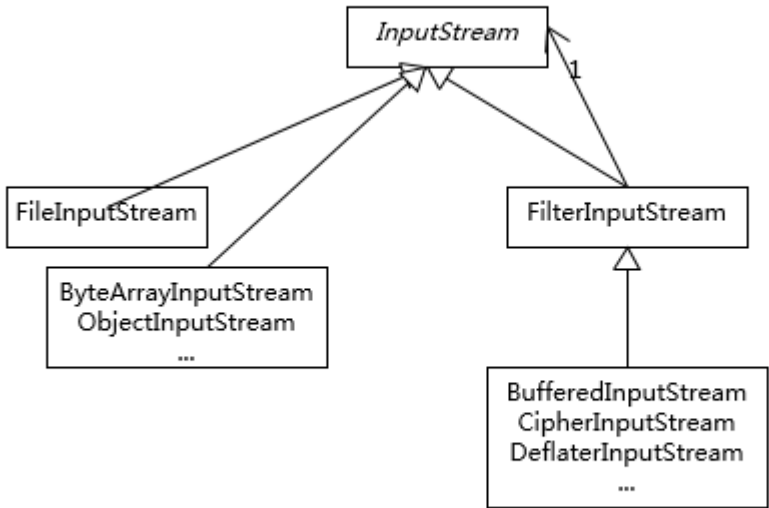 InputStream
1
FileInputStream
FilterInputStream
ByteArrayInputStream
ObjectInputStream
...
BufferedInputStream
CipherInputStream
DeflaterInputStream
...